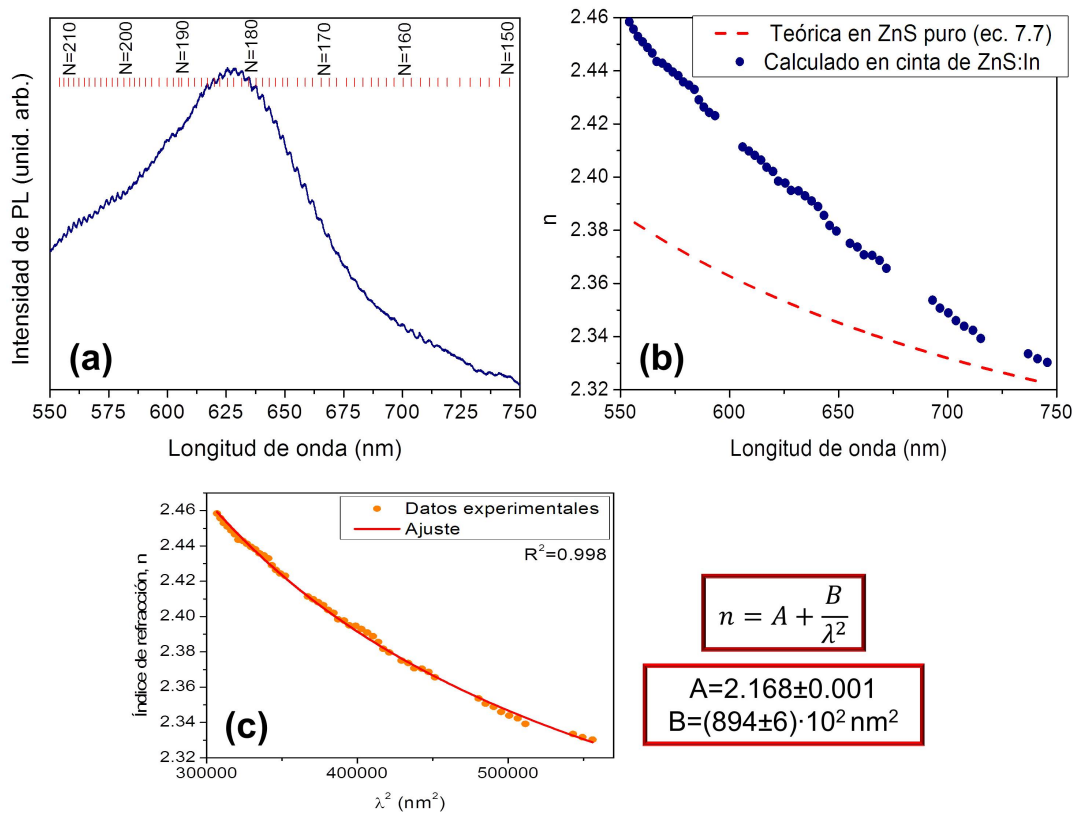 N=210
N=200
N=190
N=180
N=170
N=160
N=150
Intensidad de PL (unid. arb.)
(a)
550 575 600 625 650 675 700 725 750
Longitud de onda (nm)
2.46
2.44
2.42
2.40
2.38
2.36
2.34
2.32
n
Teórica en ZnS puro (ec. 7.7)
Calculado en cinta de ZnS:In
(b)
550 600 650 700 750
Longitud de onda (nm)
2.46
2.44
2.42
2.40
2.38
2.36
2.34
2.32
Índice de refracción, n
Datos experimentales
Ajuste
R²=0.998
(c)
300000 400000 500000
λ² (nm²)
n = A + B/λ²
A=2.168±0.001
B=(894±6)·10² nm²